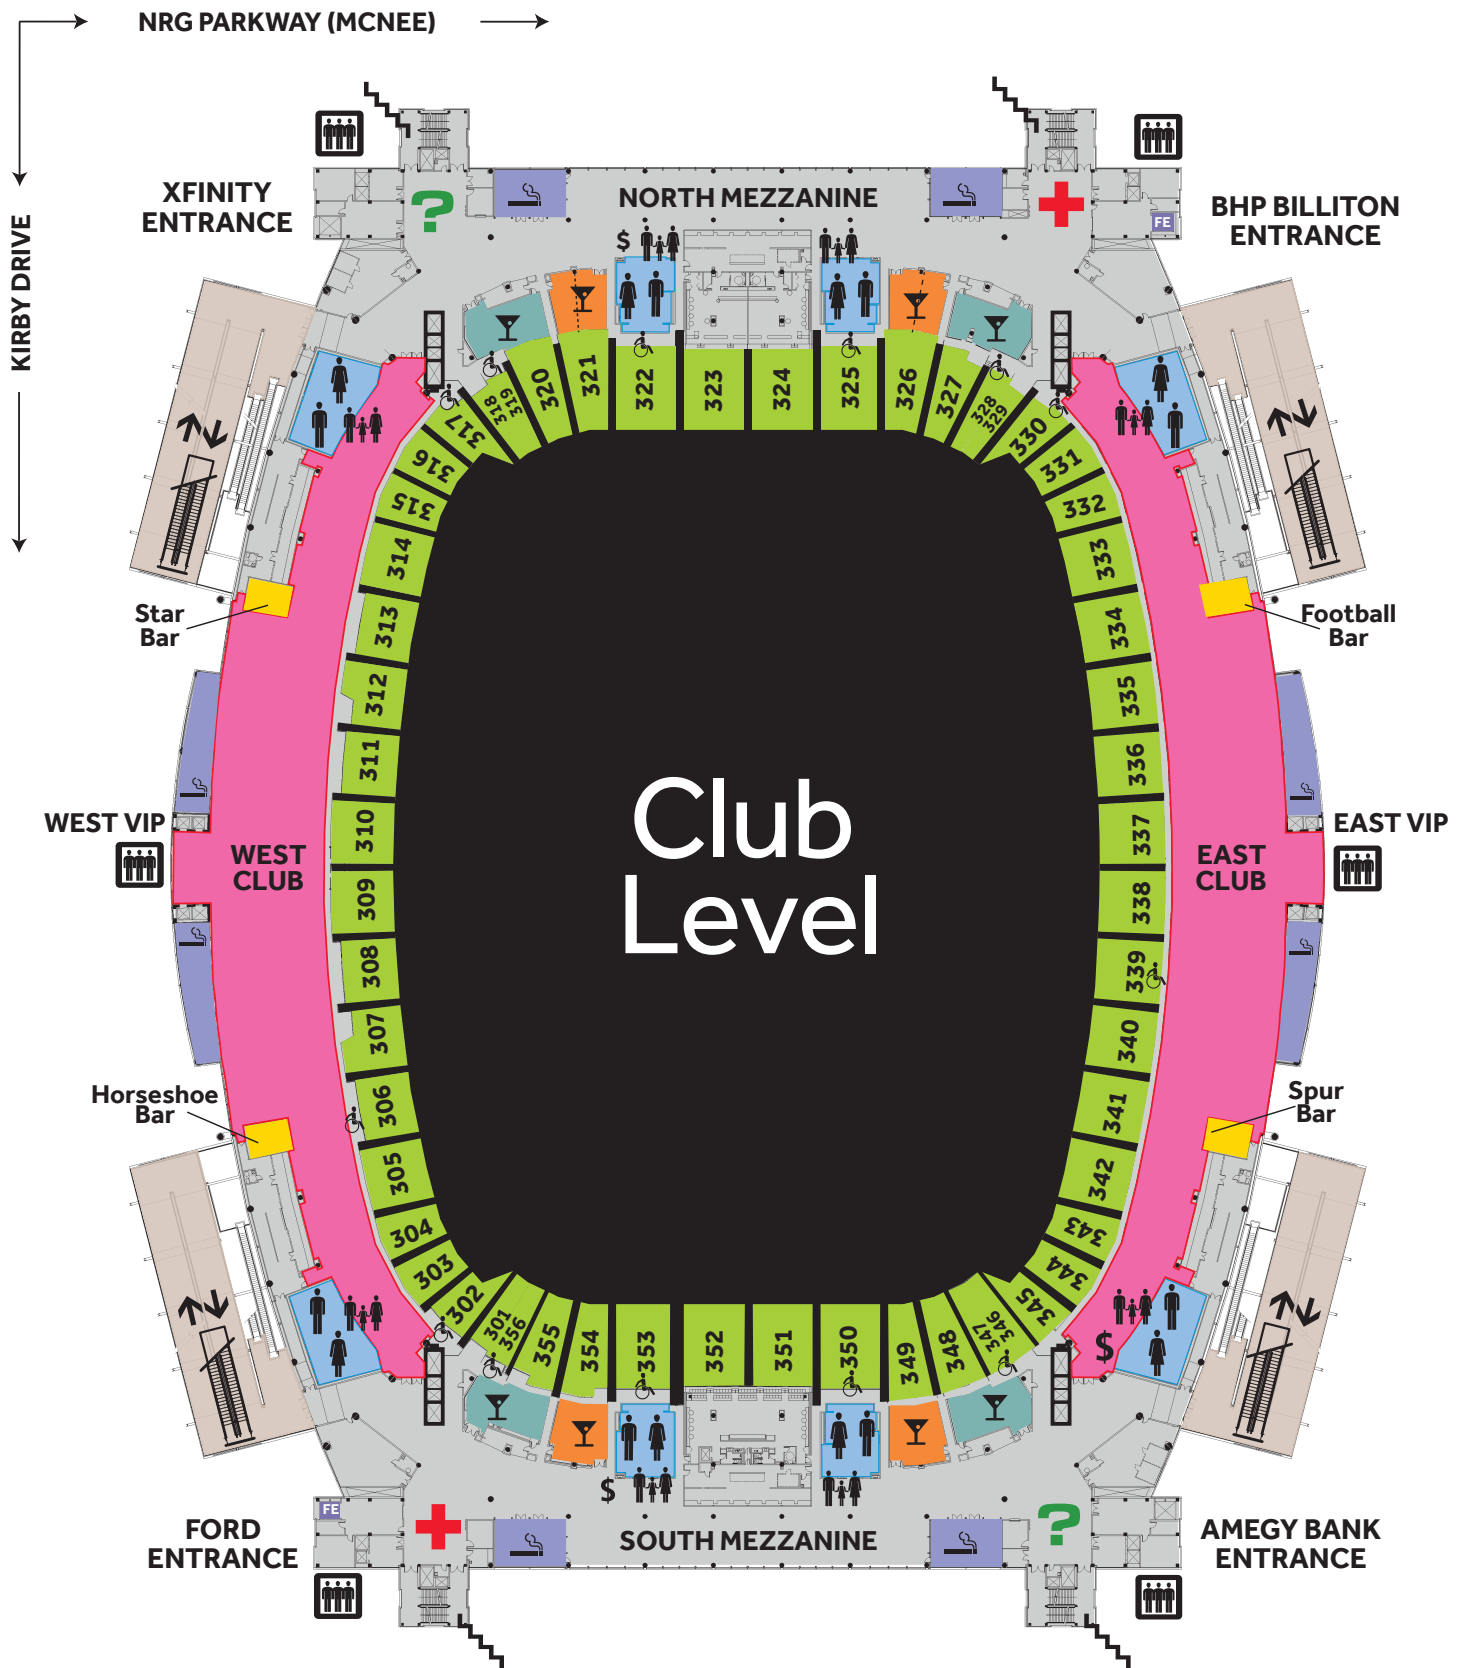 NRG PARKWAY (MCNEE)
KIRBY DRIVE
XFINITY
ENTRANCE
?
NORTH MEZZANINE
BHP BILLITON
ENTRANCE
FE
$
317
318
319
320
321
322
323
324
325
326
327
328
329
330
316
331
315
332
314
333
313
334
312
335
311
336
310
337
309
338
308
339
307
340
306
341
305
342
304
343
303
344
302
345
301
356
355
354
353
352
351
350
349
348
347
346
Star
Bar
Football
Bar
WEST VIP
EAST VIP
WEST
CLUB
EAST
CLUB
Club
Level
Horseshoe
Bar
Spur
Bar
$
$
FE
FORD
ENTRANCE
SOUTH MEZZANINE
?
AMEGY BANK
ENTRANCE